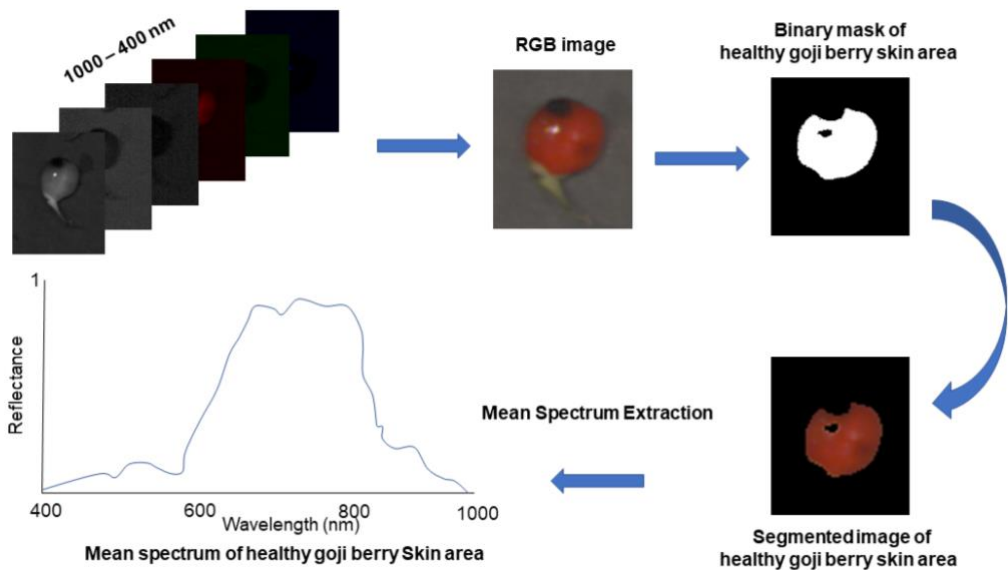 1000 – 400 nm
RGB image
Binary mask of
healthy goji berry skin area
1
Reflectance
400
600
800
1000
Wavelength (nm)
Mean spectrum of healthy goji berry Skin area
Mean Spectrum Extraction
Segmented image of
healthy goji berry skin area